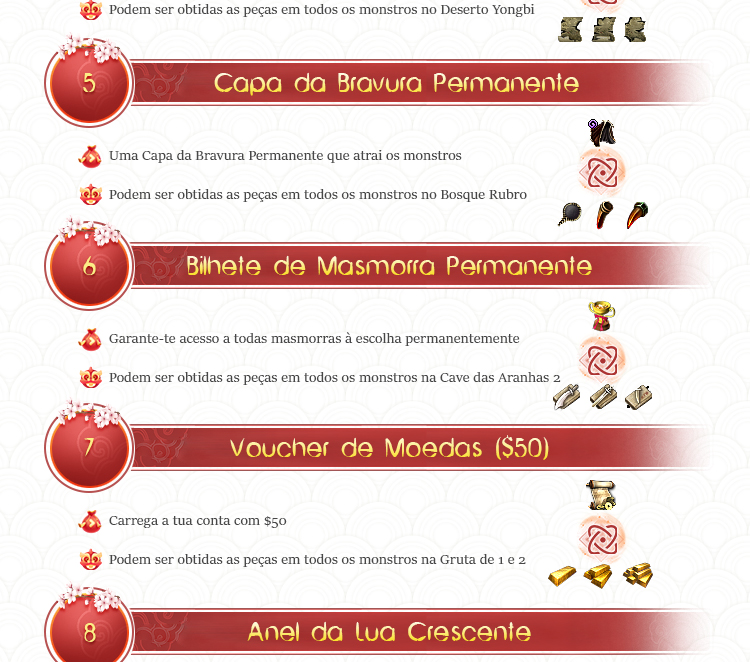 Podem ser obtidas as peças em todos os monstros no Deserto Yongbi
5
Capa da Bravura Permanente
Uma Capa da Bravura Permanente que atrai os monstros
Podem ser obtidas as peças em todos os monstros no Bosque Rubro
6
Bilhete de Masmorra Permanente
Garante-te acesso a todas masmorras à escolha permanentemente
Podem ser obtidas as peças em todos os monstros na Cave das Aranhas 2
7
Voucher de Moedas ($50)
Carrega a tua conta com $50
Podem ser obtidas as peças em todos os monstros na Gruta de 1 e 2
8
Anel da Lua Crescente